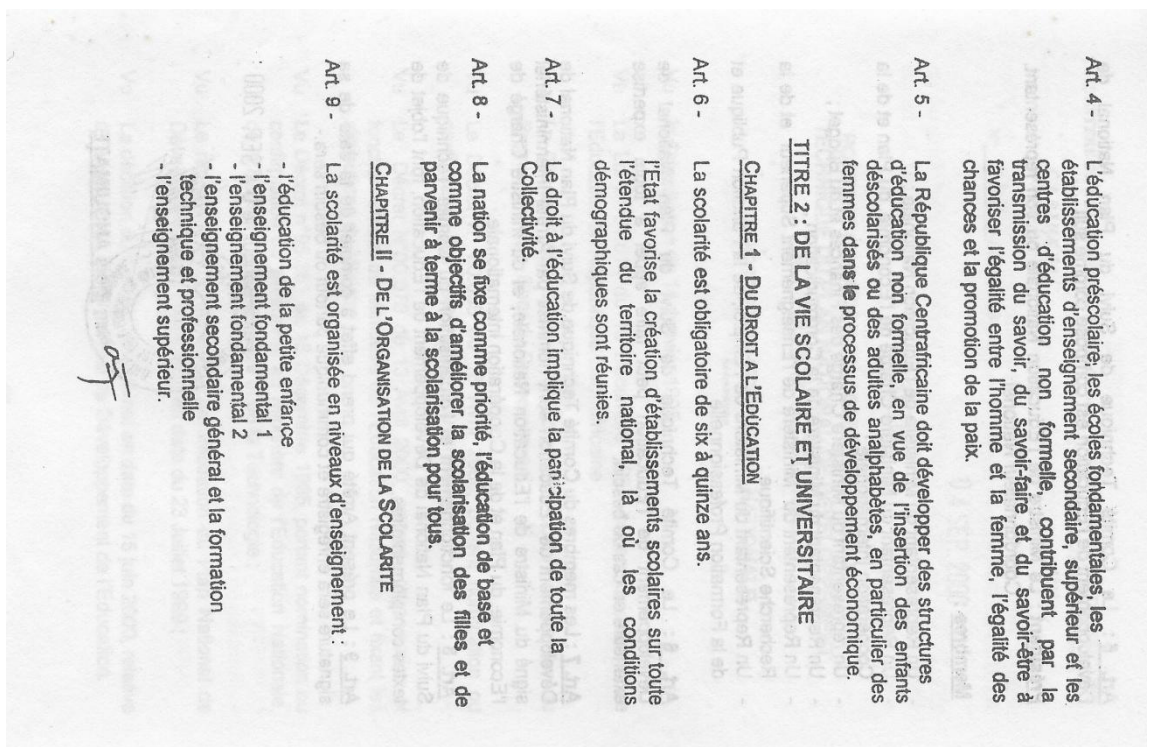 Art. 4 - L'éducation préscolaire, les écoles fondamentales, les
établissements d'enseignement secondaire, supérieur et les
centres d'éducation non formelle, contribuent par la
transmission du savoir, du savoir-faire et du savoir-être à
favoriser l'égalité entre l'homme et la femme, l'égalité des
chances et la promotion de la paix.
Art. 5 - La République Centrafricaine doit développer des structures
d'éducation non formelle, en vue de l'insertion des enfants
déscolarisés ou des adultes analphabètes, en particulier des
femmes dans le processus de développement économique.
TITRE 2 : DE LA VIE SCOLAIRE ET UNIVERSITAIRE
CHAPITRE 1 - DU DROIT A L'EDUCATION
Art. 6 - La scolarité est obligatoire de six à quinze ans.
l'Etat favorise la création d'établissements scolaires sur toute
l'étendue du territoire national, là où les conditions
démographiques sont réunies.
Art. 7 - Le droit à l'éducation implique la participation de toute la
Collectivité.
Art. 8 - La nation se fixe comme priorité, l'éducation de base et
comme objectifs d'améliorer la scolarisation des filles et de
parvenir à terme à la scolarisation pour tous.
CHAPITRE II - DE L'ORGANISATION DE LA SCOLARITE
Art. 9 - La scolarité est organisée en niveaux d'enseignement :
- l'éducation de la petite enfance
- l'enseignement fondamental 1
- l'enseignement fondamental 2
- l'enseignement secondaire général et la formation
technique et professionnelle
- l'enseignement supérieur.